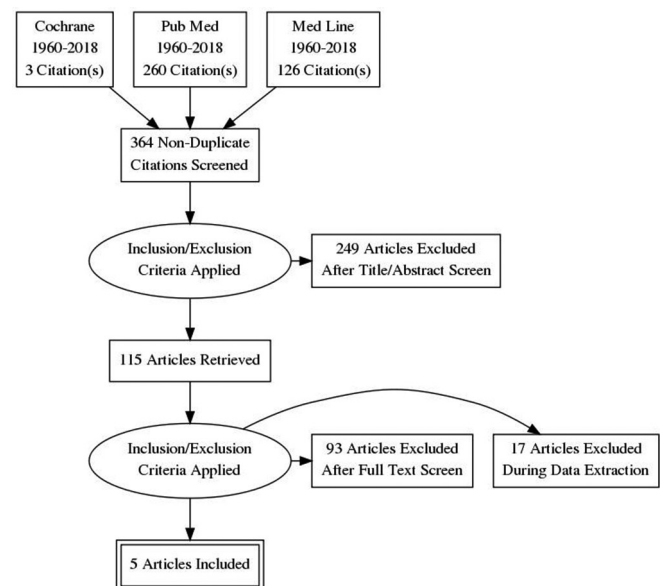 Cochrane
1960-2018
3 Citation(s)
Pub Med
1960-2018
260 Citation(s)
Med Line
1960-2018
126 Citation(s)
364 Non-Duplicate
Citations Screened
Inclusion/Exclusion
Criteria Applied
249 Articles Excluded
After Title/Abstract Screen
115 Articles Retrieved
Inclusion/Exclusion
Criteria Applied
93 Articles Excluded
After Full Text Screen
17 Articles Excluded
During Data Extraction
5 Articles Included